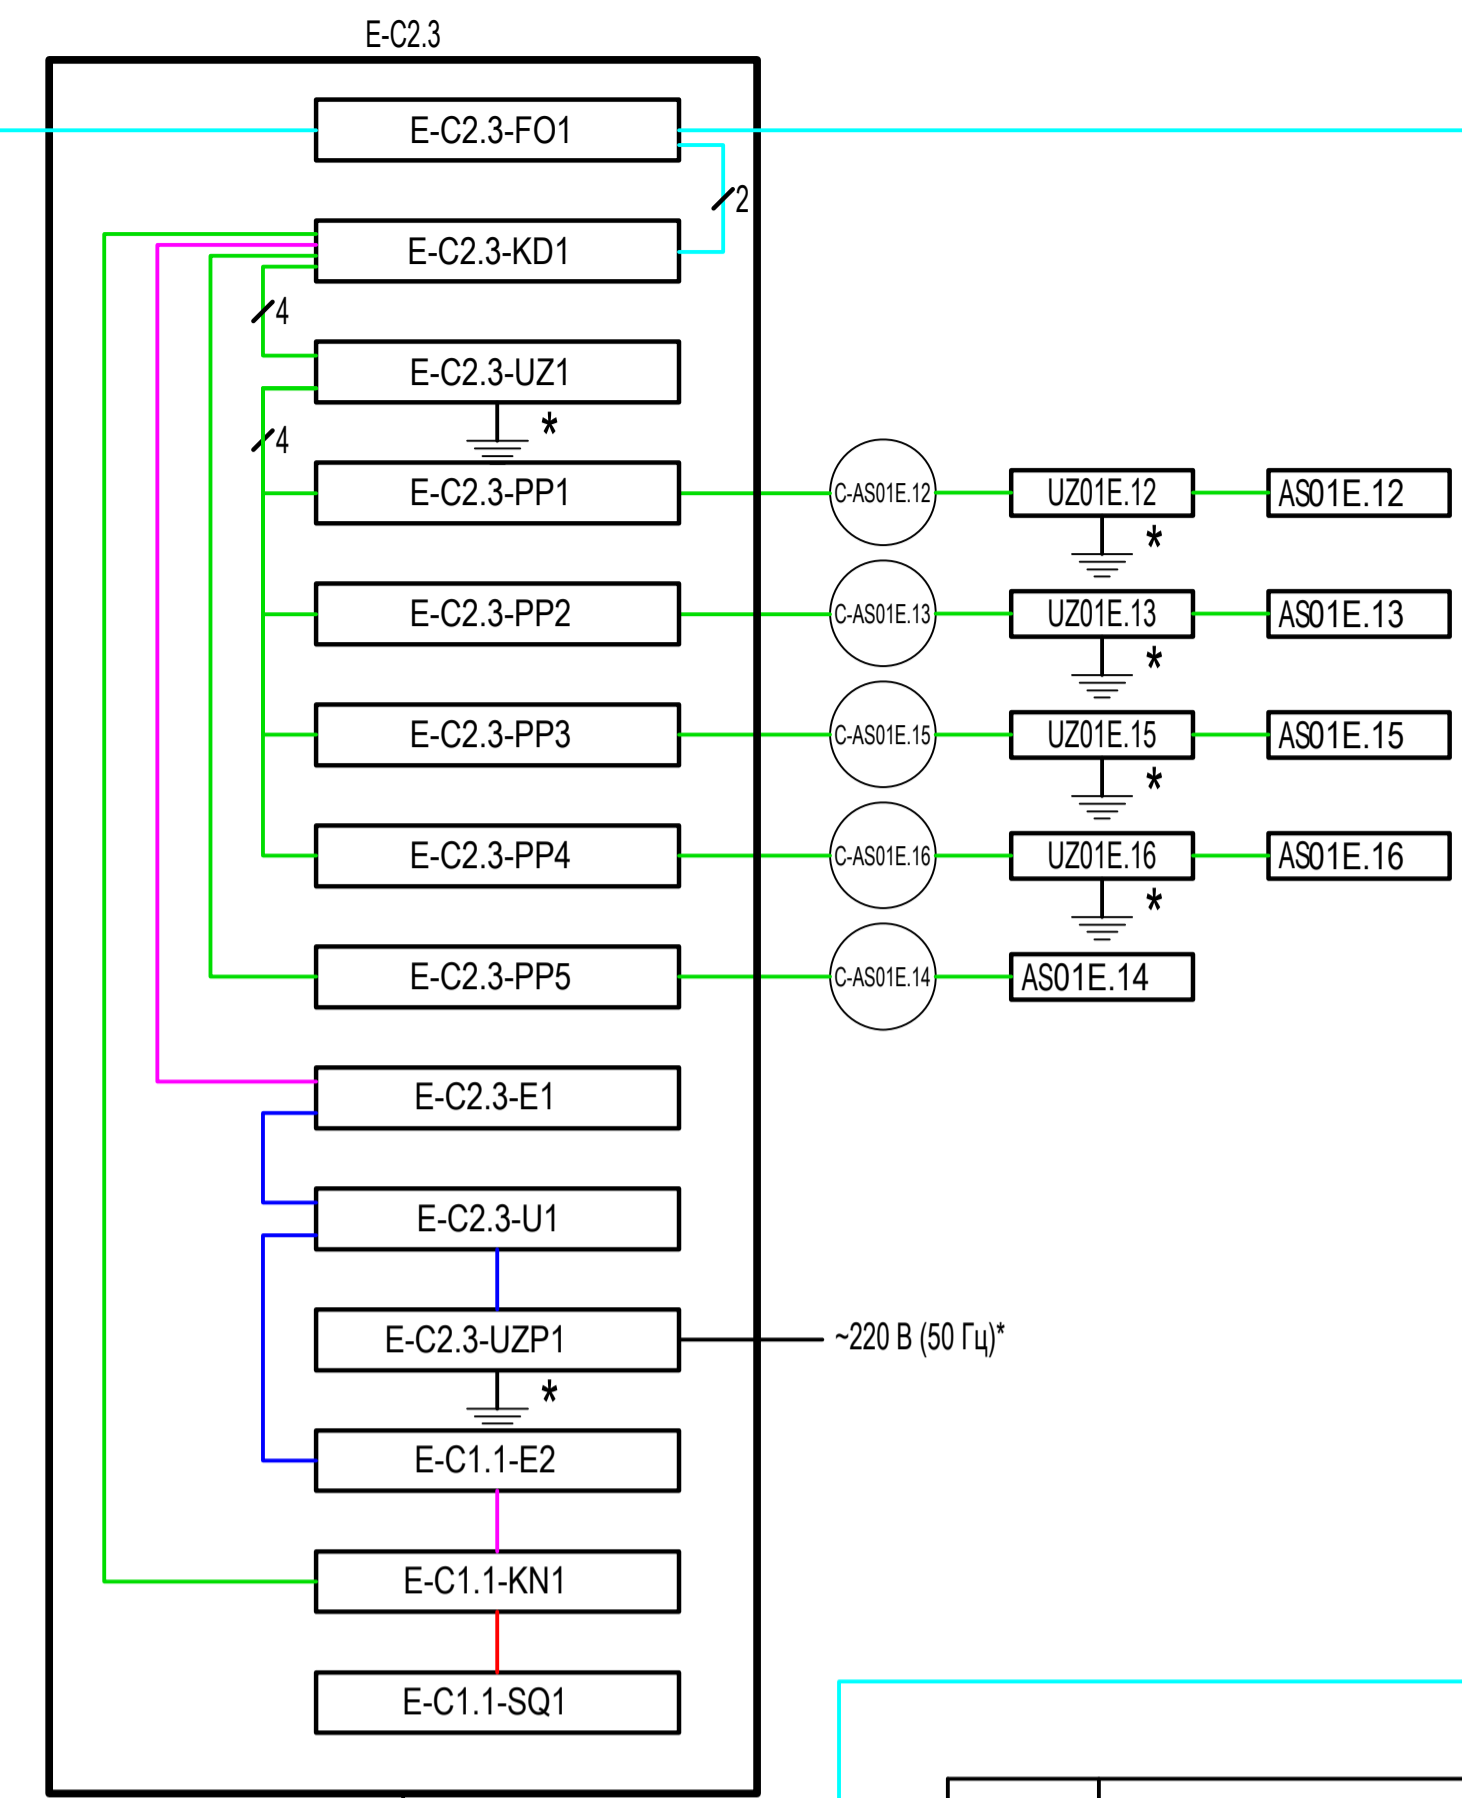 E-C2.3
E-C2.3-FO1
2
E-C2.3-KD1
4
E-C2.3-UZ1
*
4
E-C2.3-PP1 C-AS01E.12 UZ01E.12 AS01E.12
*
E-C2.3-PP2 C-AS01E.13 UZ01E.13 AS01E.13
*
E-C2.3-PP3 C-AS01E.15 UZ01E.15 AS01E.15
*
E-C2.3-PP4 C-AS01E.16 UZ01E.16 AS01E.16
*
E-C2.3-PP5 C-AS01E.14 AS01E.14
E-C2.3-E1
E-C2.3-U1
E-C2.3-UZP1 ~220 В (50 Гц)*
*
E-C1.1-E2
E-C1.1-KN1
E-C1.1-SQ1